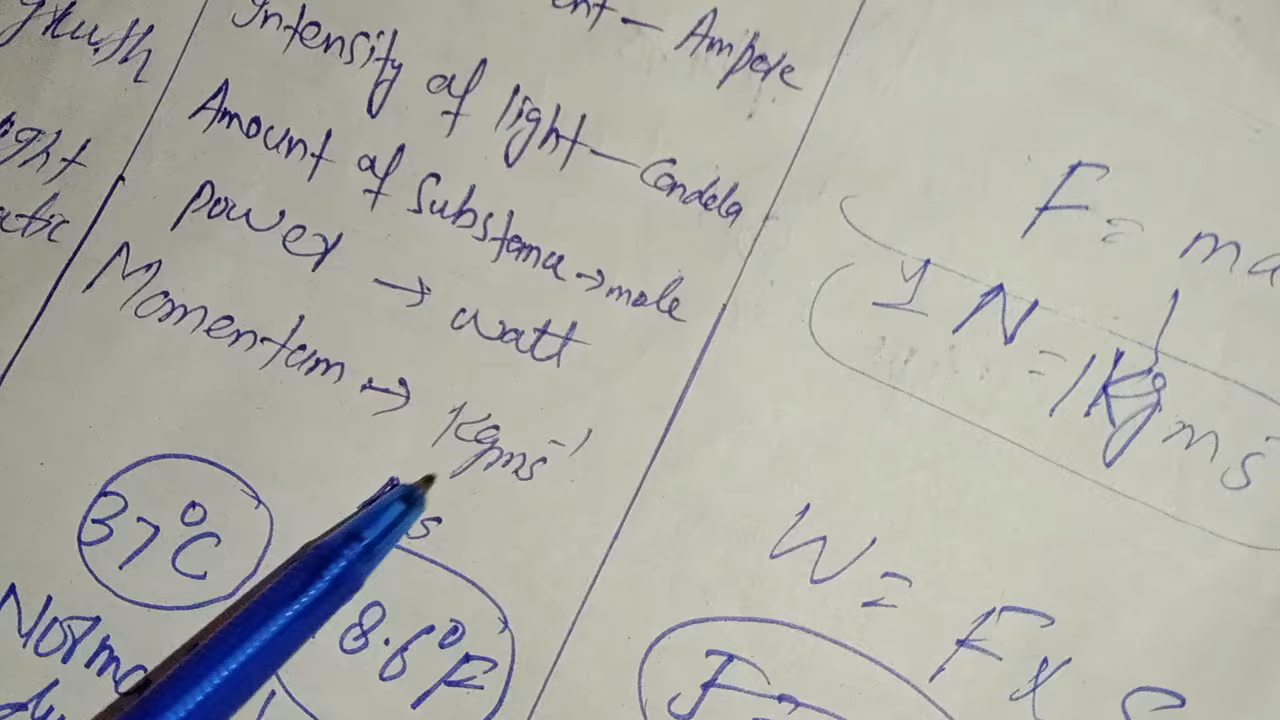 Ampere
Intensity of light — Candela
Amount of Substance → mole
Power → watt
Momentum → Kgms⁻¹
37°C
8.6°F
F = ma
1 N = 1Kgms
W = F x S
J =